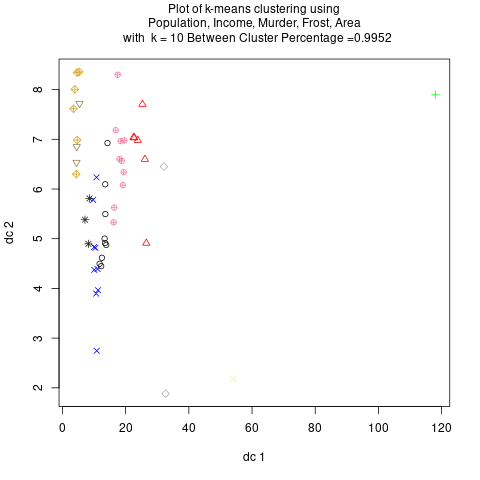 Plot of k-means clustering using
Population, Income, Murder, Frost, Area
with k = 10 Between Cluster Percentage =0.9952
8
7
6
5
4
3
2
dc 2
0 20 40 60 80 100 120
dc 1